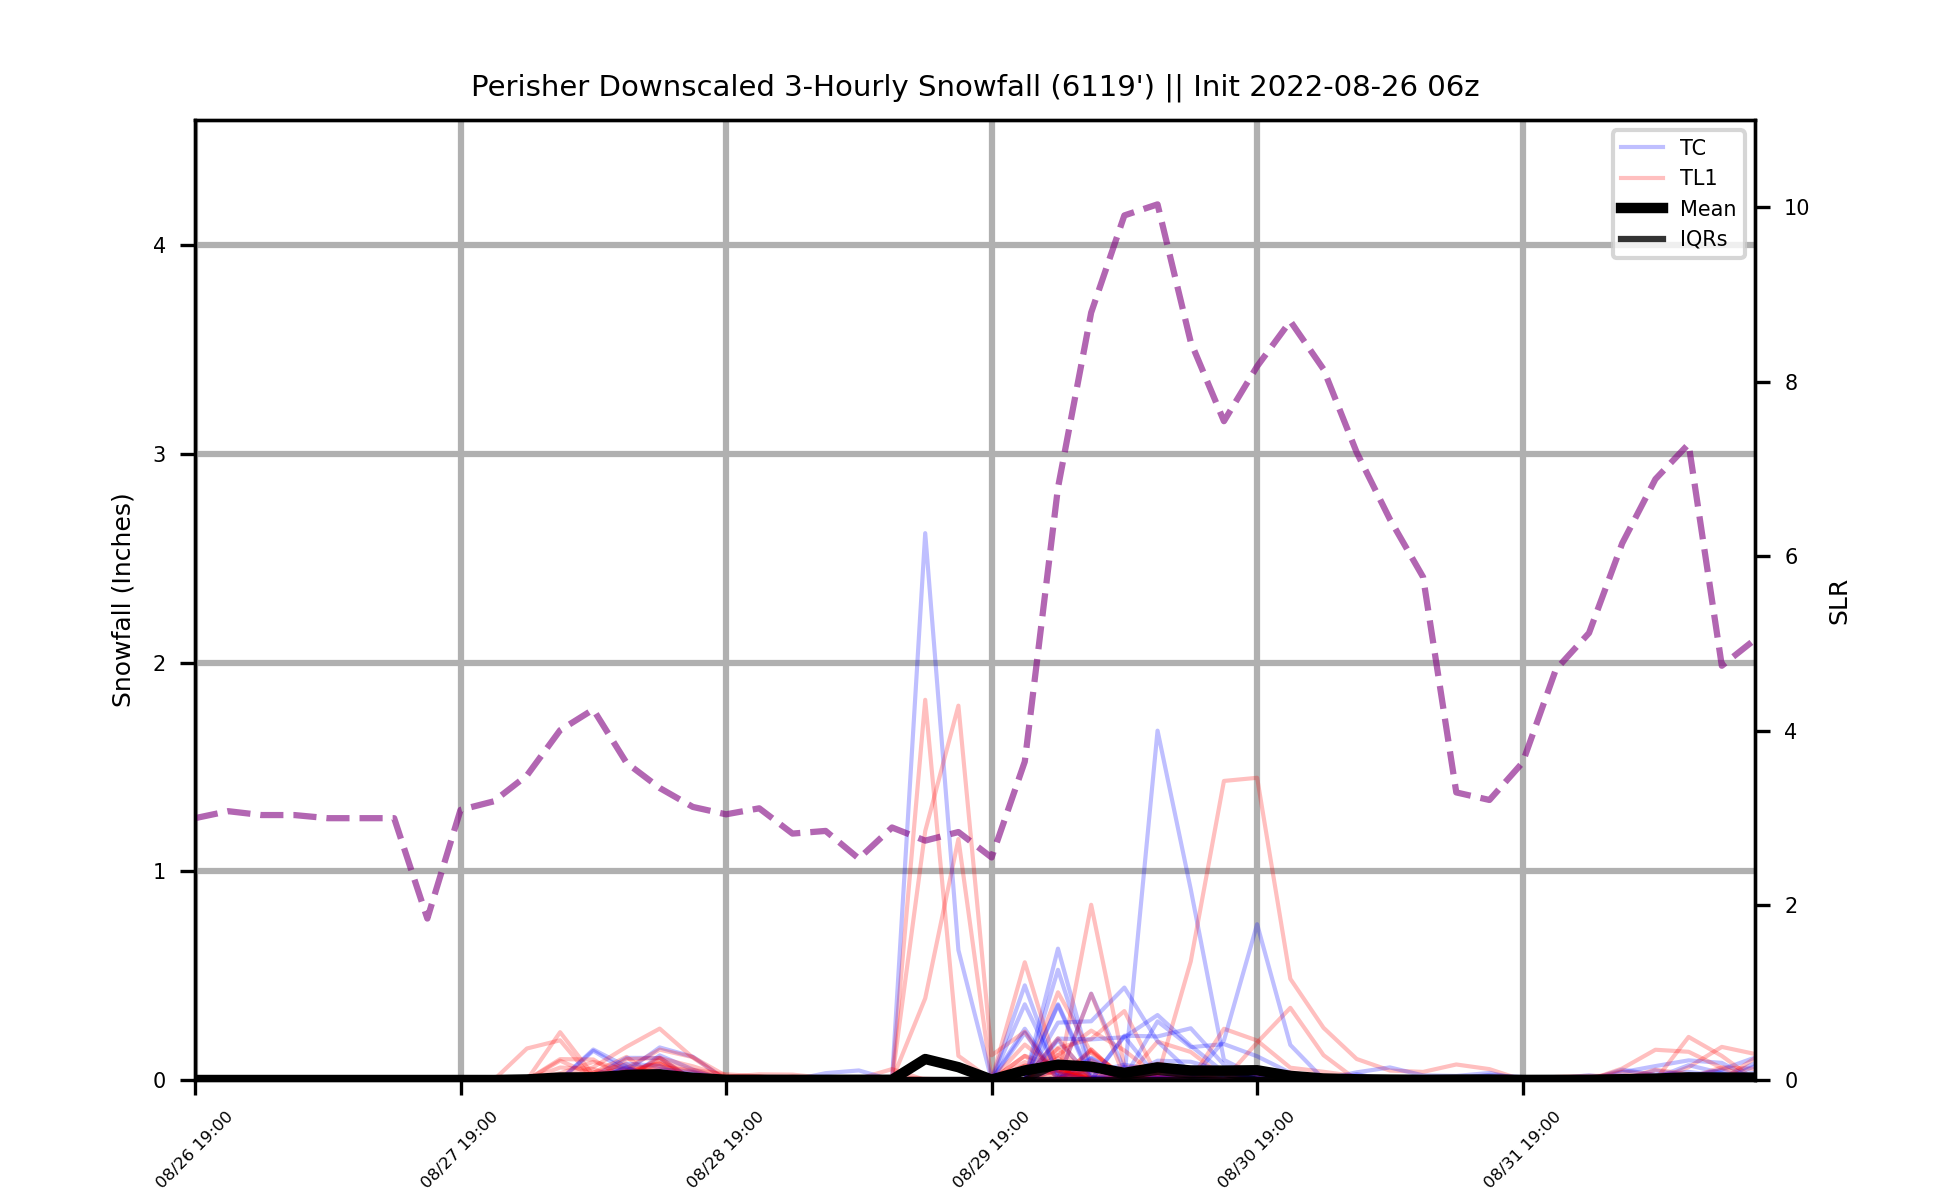 Perisher Downscaled 3-Hourly Snowfall (6119') || Init 2022-08-26 06z
TC
TL1
Mean
IQRs
Snowfall (Inches)
4
3
2
1
0
SLR
10
8
6
4
2
0
08/26 19:00
08/27 19:00
08/28 19:00
08/29 19:00
08/30 19:00
08/31 19:00